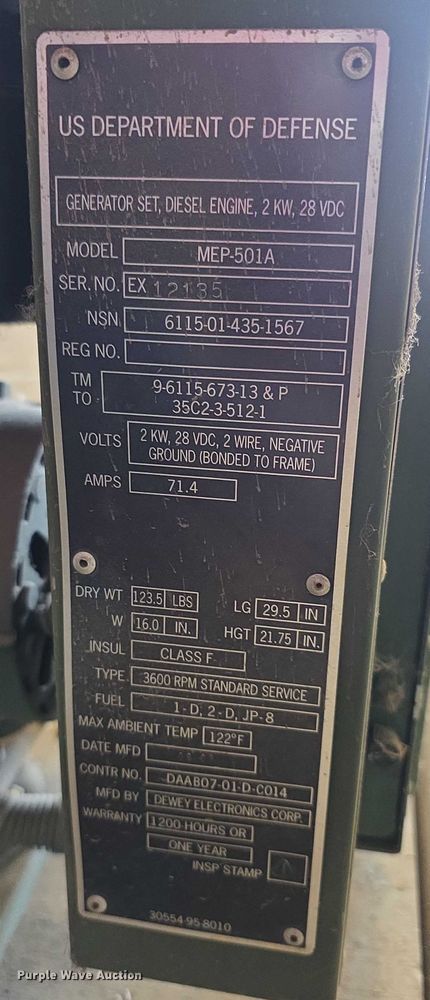 US DEPARTMENT OF DEFENSE
GENERATOR SET, DIESEL ENGINE, 2 KW, 28 VDC
MODEL MEP-501A
SER. NO. EX 12135
NSN 6115-01-435-1567
REG NO.
TM 9-6115-673-13 & P
TO 35C2-3-512-1
VOLTS 2 KW, 28 VDC, 2 WIRE, NEGATIVE
GROUND (BONDED TO FRAME)
AMPS 71.4
DRY WT 123.5 LBS LG 29.5 IN
W 16.0 IN. HGT 21.75 IN.
INSUL CLASS F
TYPE 3600 RPM STANDARD SERVICE
FUEL 1-D, 2-D, JP-8
MAX AMBIENT TEMP 122°F
DATE MFD
CONTR NO. DAAB07-01-D-C014
MFD BY DEWEY ELECTRONICS CORP.
WARRANTY 1200 HOURS OR
ONE YEAR
INSP STAMP
30554 95 8010
Purple Wave Auction